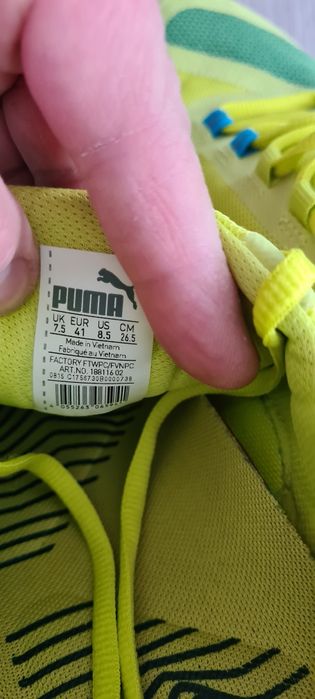 PUMA
UK EUR US CM
7.5 41 8.5 26.5
Made in Vietnam
Fabriqué au Vietnam
FACTORY FTWPC/FVNPC
ART.NO. 188116 02